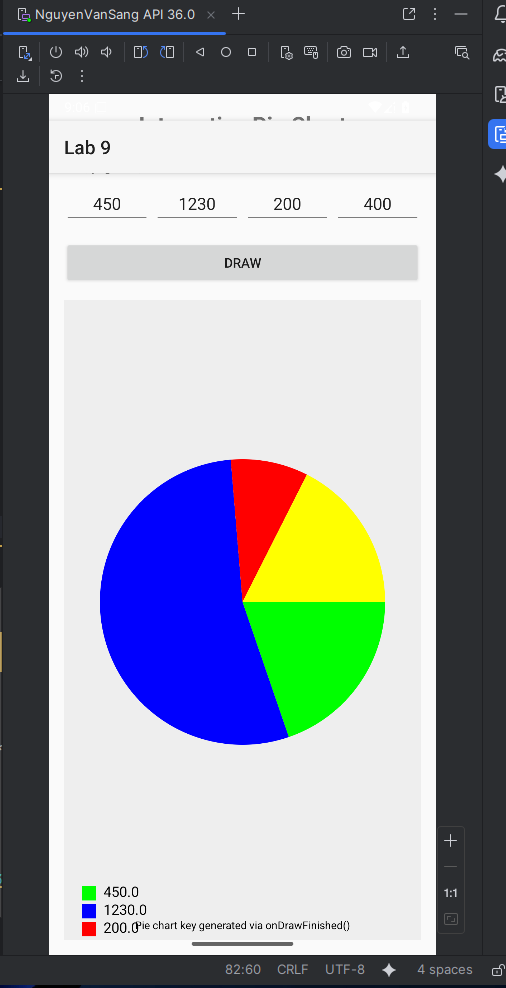 NguyenVanSang API 36.0
Lab 9
450 1230 200 400
DRAW
450.0
1230.0
200.0
Pie chart key generated via onDrawFinished()
1:1
82:60 CRLF UTF-8 4 spaces